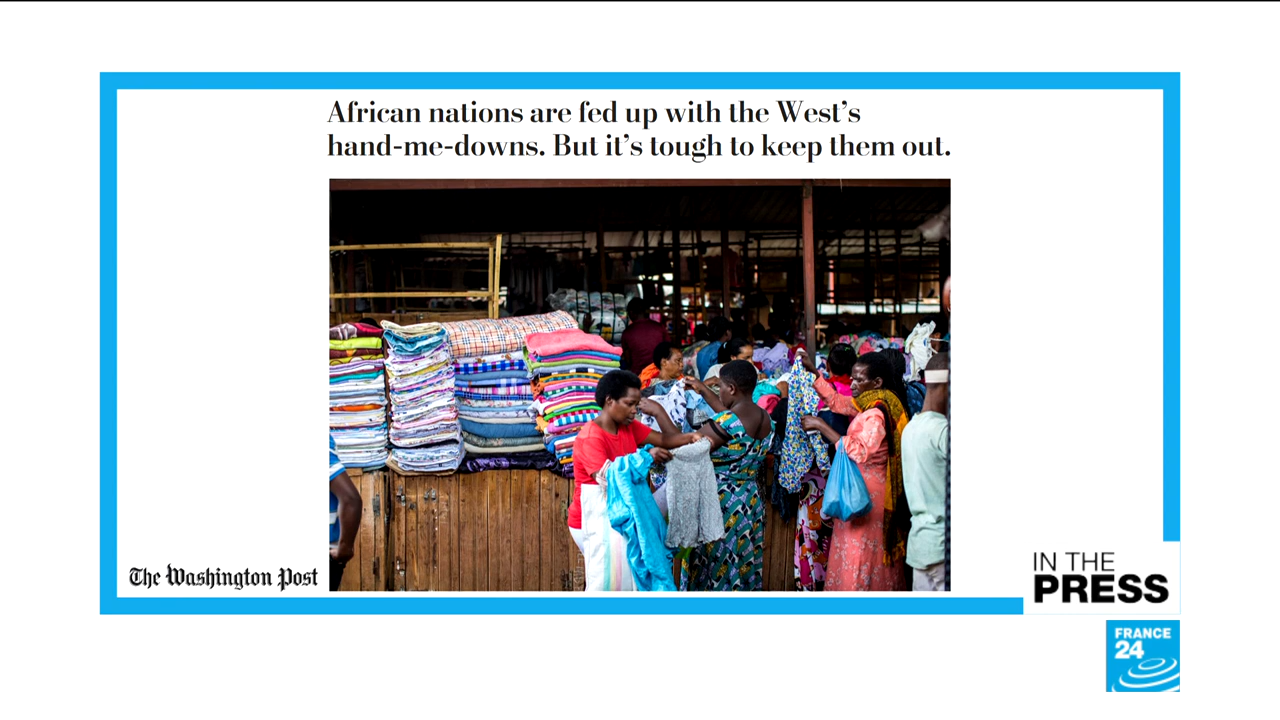 African nations are fed up with the West's
hand-me-downs. But it's tough to keep them out.
The Washington Post
IN THE
PRESS
FRANCE
24